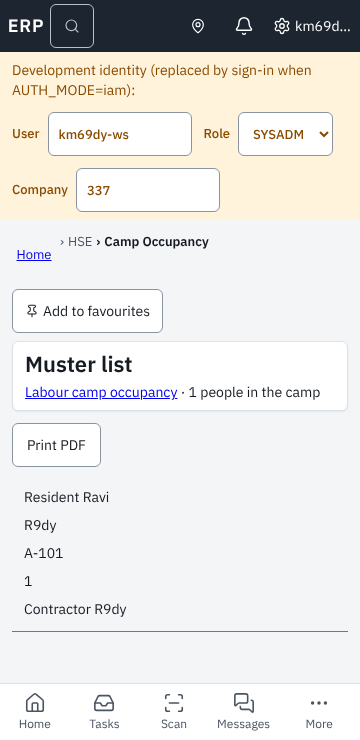 ERP km69d...
Development identity (replaced by sign-in when
AUTH_MODE=iam):
User km69dy-ws Role SYSADM
Company 337
› HSE › Camp Occupancy
Home
Add to favourites
Muster list
Labour camp occupancy · 1 people in the camp
Print PDF
Resident Ravi
R9dy
A-101
1
Contractor R9dy
Home Tasks Scan Messages More